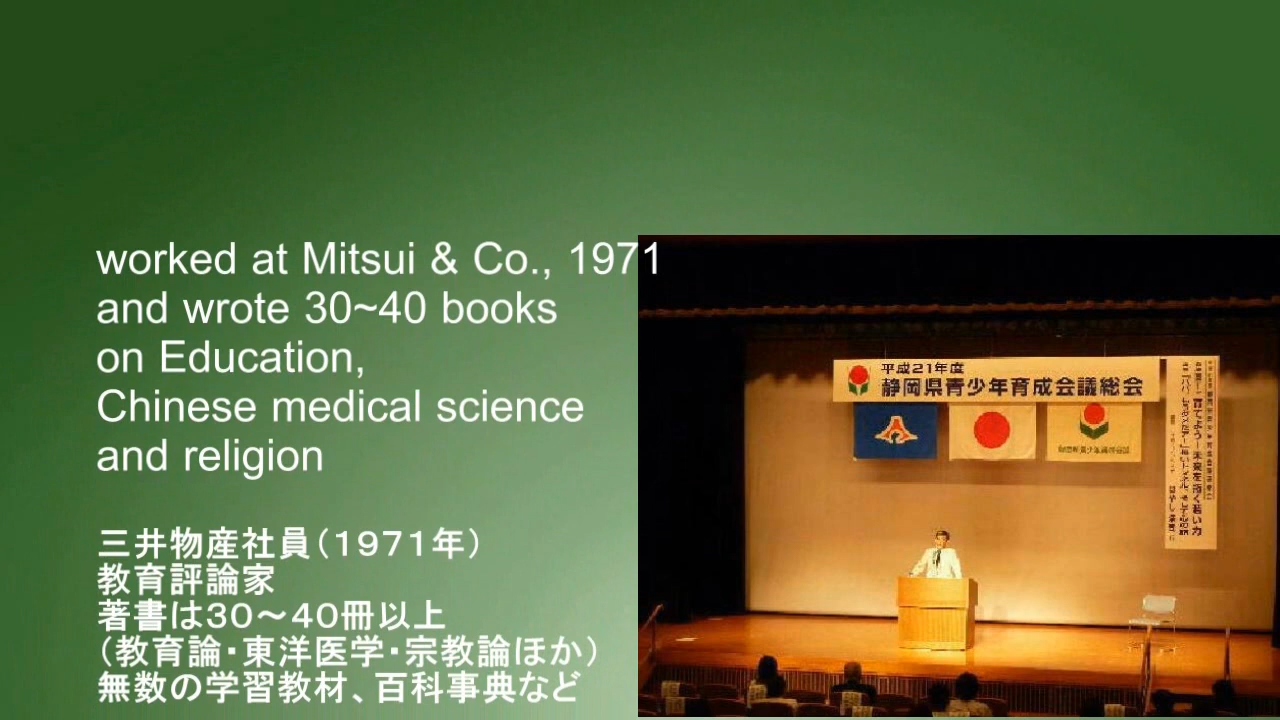 worked at Mitsui & Co., 1971
and wrote 30~40 books
on Education,
Chinese medical science
and religion
三井物産社員(1971年)
教育評論家
著書は30~40冊以上
(教育論・東洋医学・宗教論ほか)
無数の学習教材、百科事典など
平成21年度
静岡県青少年育成会議総会